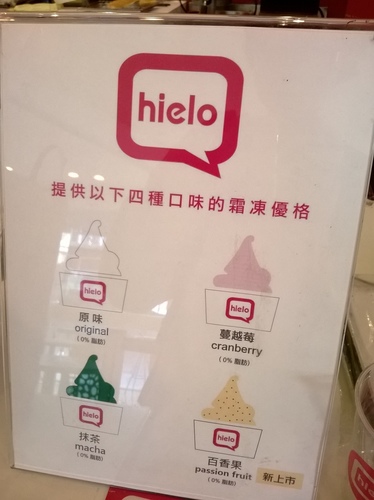 hielo
提供以下四種口味的霜凍優格
hielo
原味
original
(0% 脂肪)
hielo
蔓越莓
cranberry
(0% 脂肪)
hielo
抹茶
macha
(0% 脂肪)
hielo
百香果
passion fruit
(0% 脂肪)
新上市